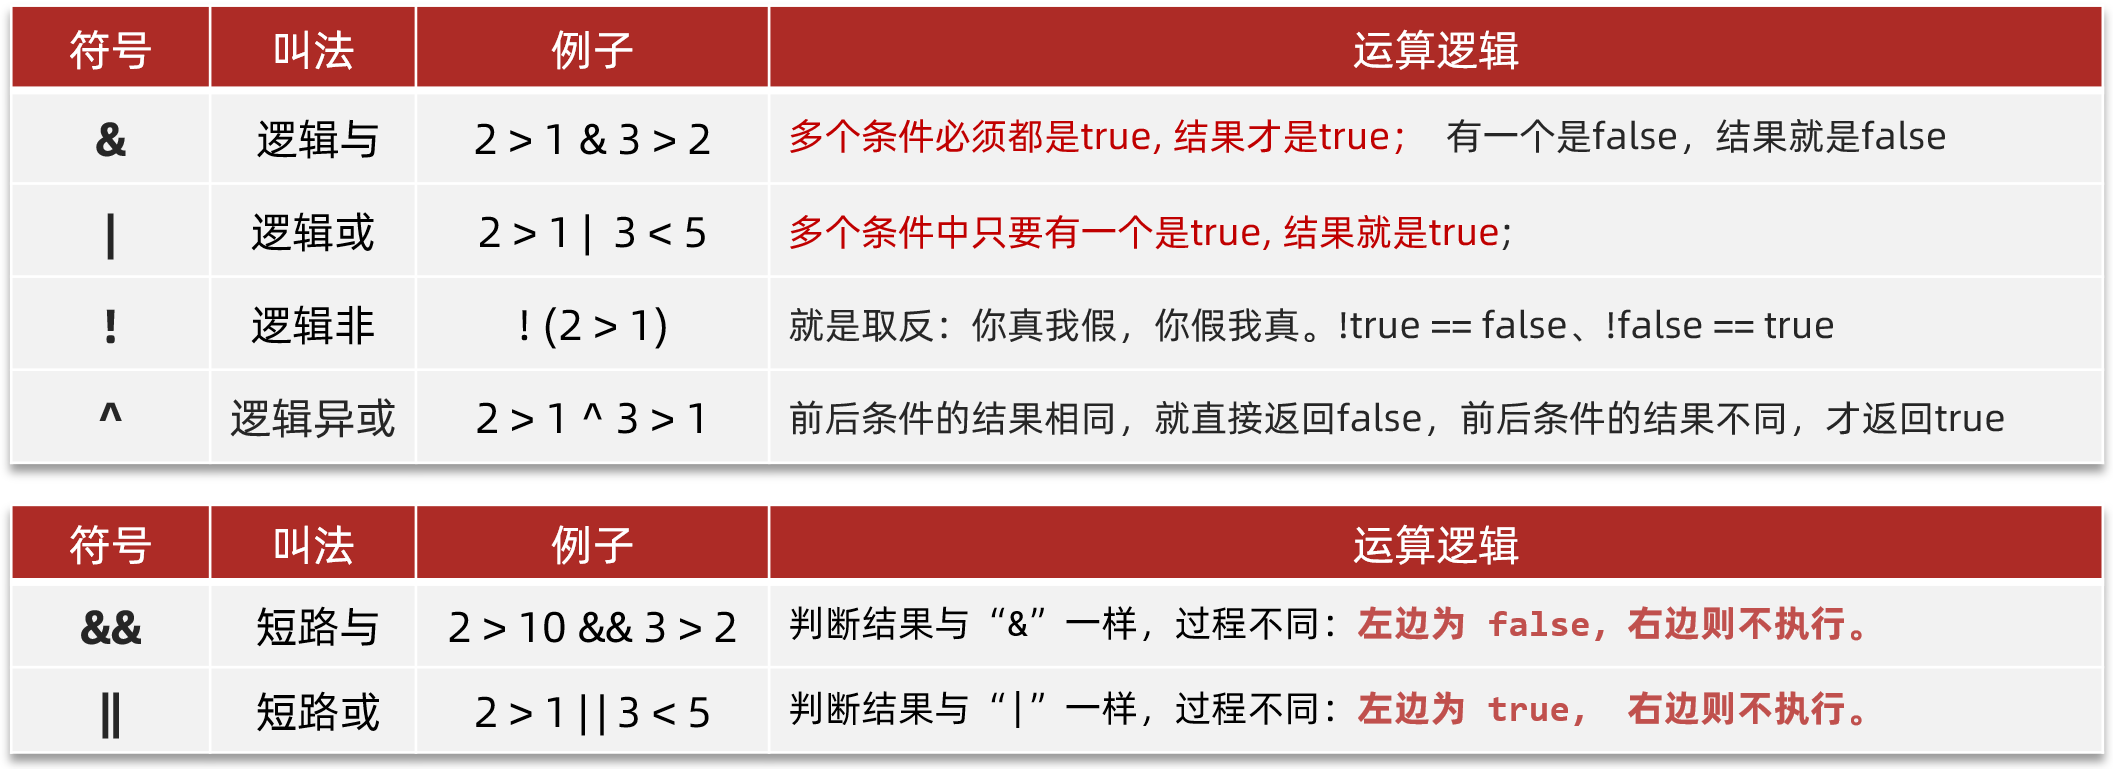 符号 叫法 例子 运算逻辑
& 逻辑与 2 > 1 & 3 > 2 多个条件必须都是true, 结果才是true； 有一个是false，结果就是false
| 逻辑或 2 > 1 | 3 < 5 多个条件中只要有一个是true, 结果就是true;
! 逻辑非 ! (2 > 1) 就是取反：你真我假，你假我真。!true == false、!false == true
^ 逻辑异或 2 > 1 ^ 3 > 1 前后条件的结果相同，就直接返回false，前后条件的结果不同，才返回true
符号 叫法 例子 运算逻辑
&& 短路与 2 > 10 && 3 > 2 判断结果与“&”一样，过程不同：左边为 false，右边则不执行。
|| 短路或 2 > 1 || 3 < 5 判断结果与“|”一样，过程不同：左边为 true， 右边则不执行。